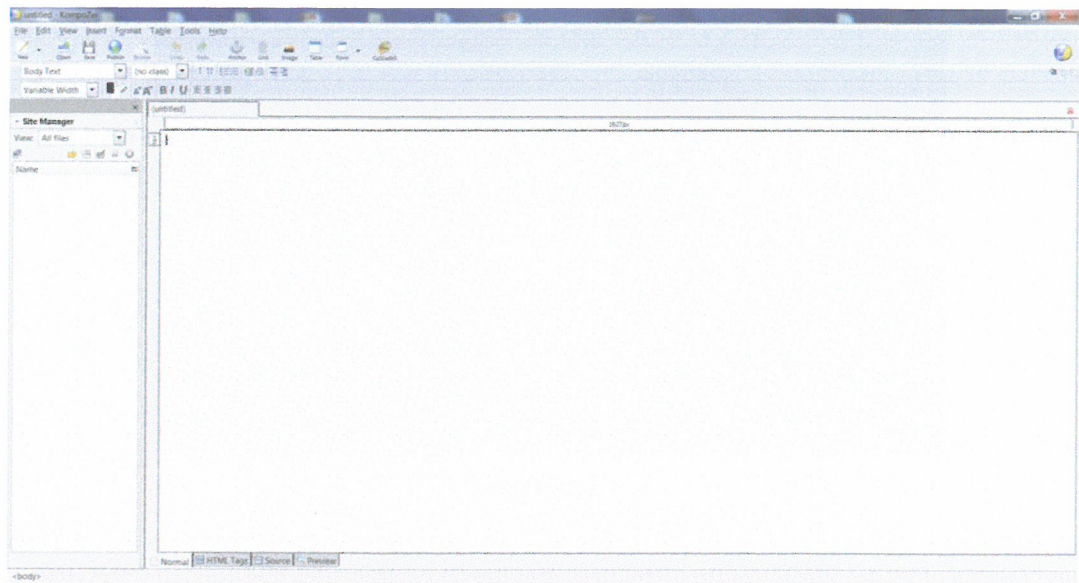 untitled - KompoZer
File Edit View Insert Format Table Tools Help
New Open Save Publish Browse Undo Redo Anchor Link Image Table Form CaScadeS
Body Text (no class)
Variable Width B I U
Site Manager
(untitled)
View: All files
Name
Normal HTML Tags Source Preview
<body>